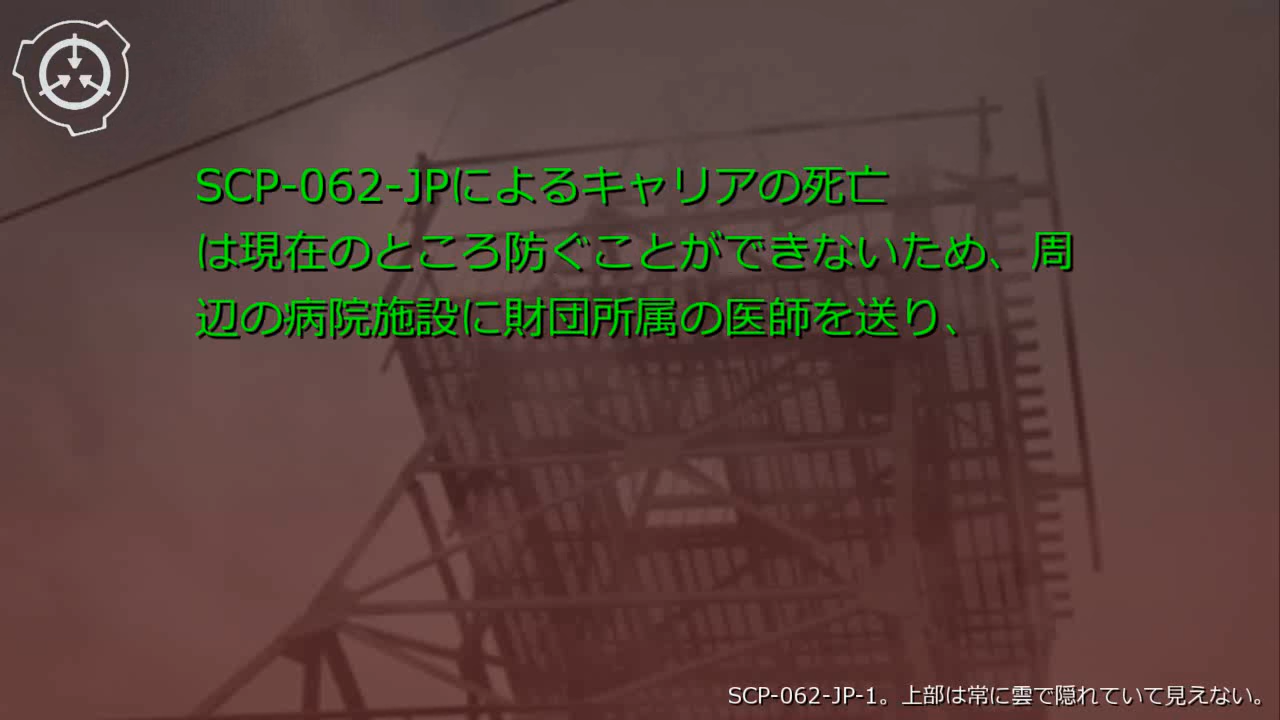 SCP-062-JPによるキャリアの死亡
は現在のところ防ぐことができないため、周
辺の病院施設に財団所属の医師を送り、
SCP-062-JP-1。上部は常に雲で隠れていて見えない。